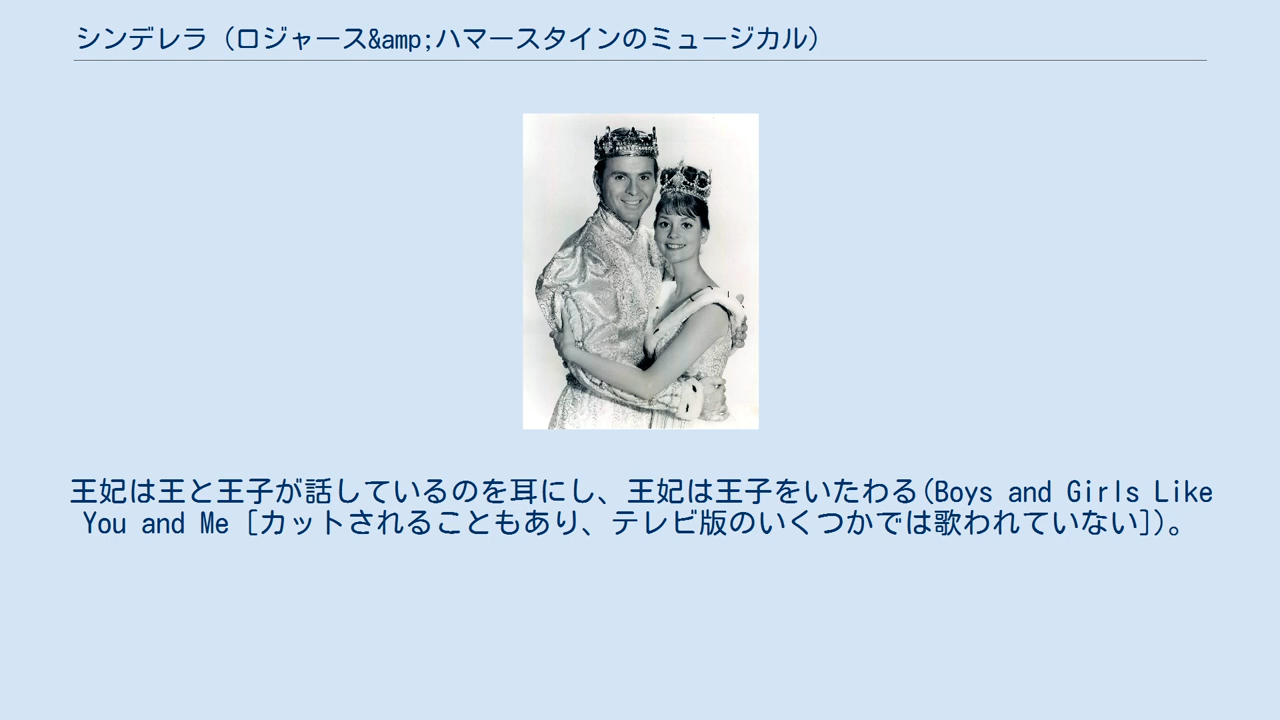 シンデレラ（ロジャース&amp;ハマースタインのミュージカル）
王妃は王と王子が話しているのを耳にし、王妃は王子をいたわる(Boys and Girls Like
You and Me [カットされることもあり、テレビ版のいくつかでは歌われていない])。